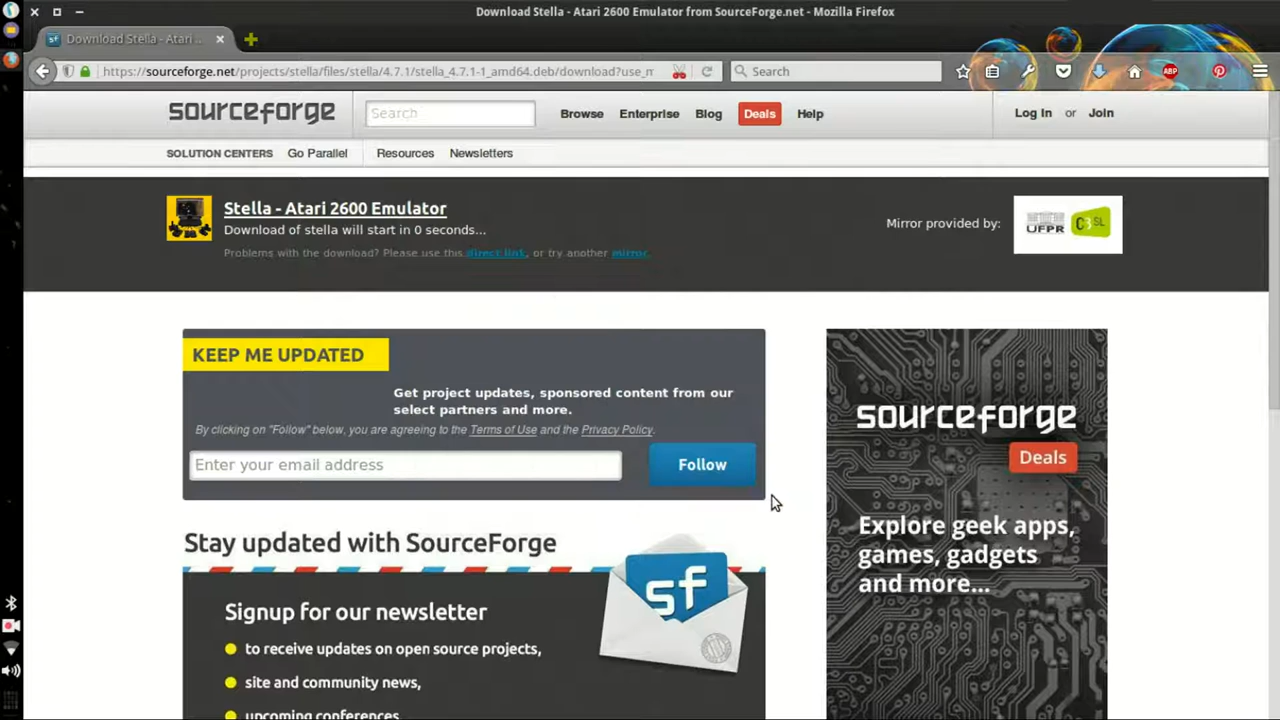 Download Stella - Atari 2600 Emulator from SourceForge.net - Mozilla Firefox
sf Download Stella - Atari ...
https://sourceforge.net/projects/stella/files/stella/4.7.1/stella_4.7.1-1_amd64.deb/download?use_m
Search
ABP
sourceforge
Search
Browse
Enterprise
Blog
Deals
Help
Log In or Join
SOLUTION CENTERS
Go Parallel
Resources
Newsletters
Stella - Atari 2600 Emulator
Download of stella will start in 0 seconds...
Problems with the download? Please use this direct link, or try another mirror.
Mirror provided by:
UFPR
C3SL
KEEP ME UPDATED
Get project updates, sponsored content from our
select partners and more.
By clicking on "Follow" below, you are agreeing to the Terms of Use and the Privacy Policy.
Enter your email address
Follow
Stay updated with SourceForge
sf
Signup for our newsletter
to receive updates on open source projects,
site and community news,
upcoming conferences
sourceforge
Deals
Explore geek apps,
games, gadgets
and more...